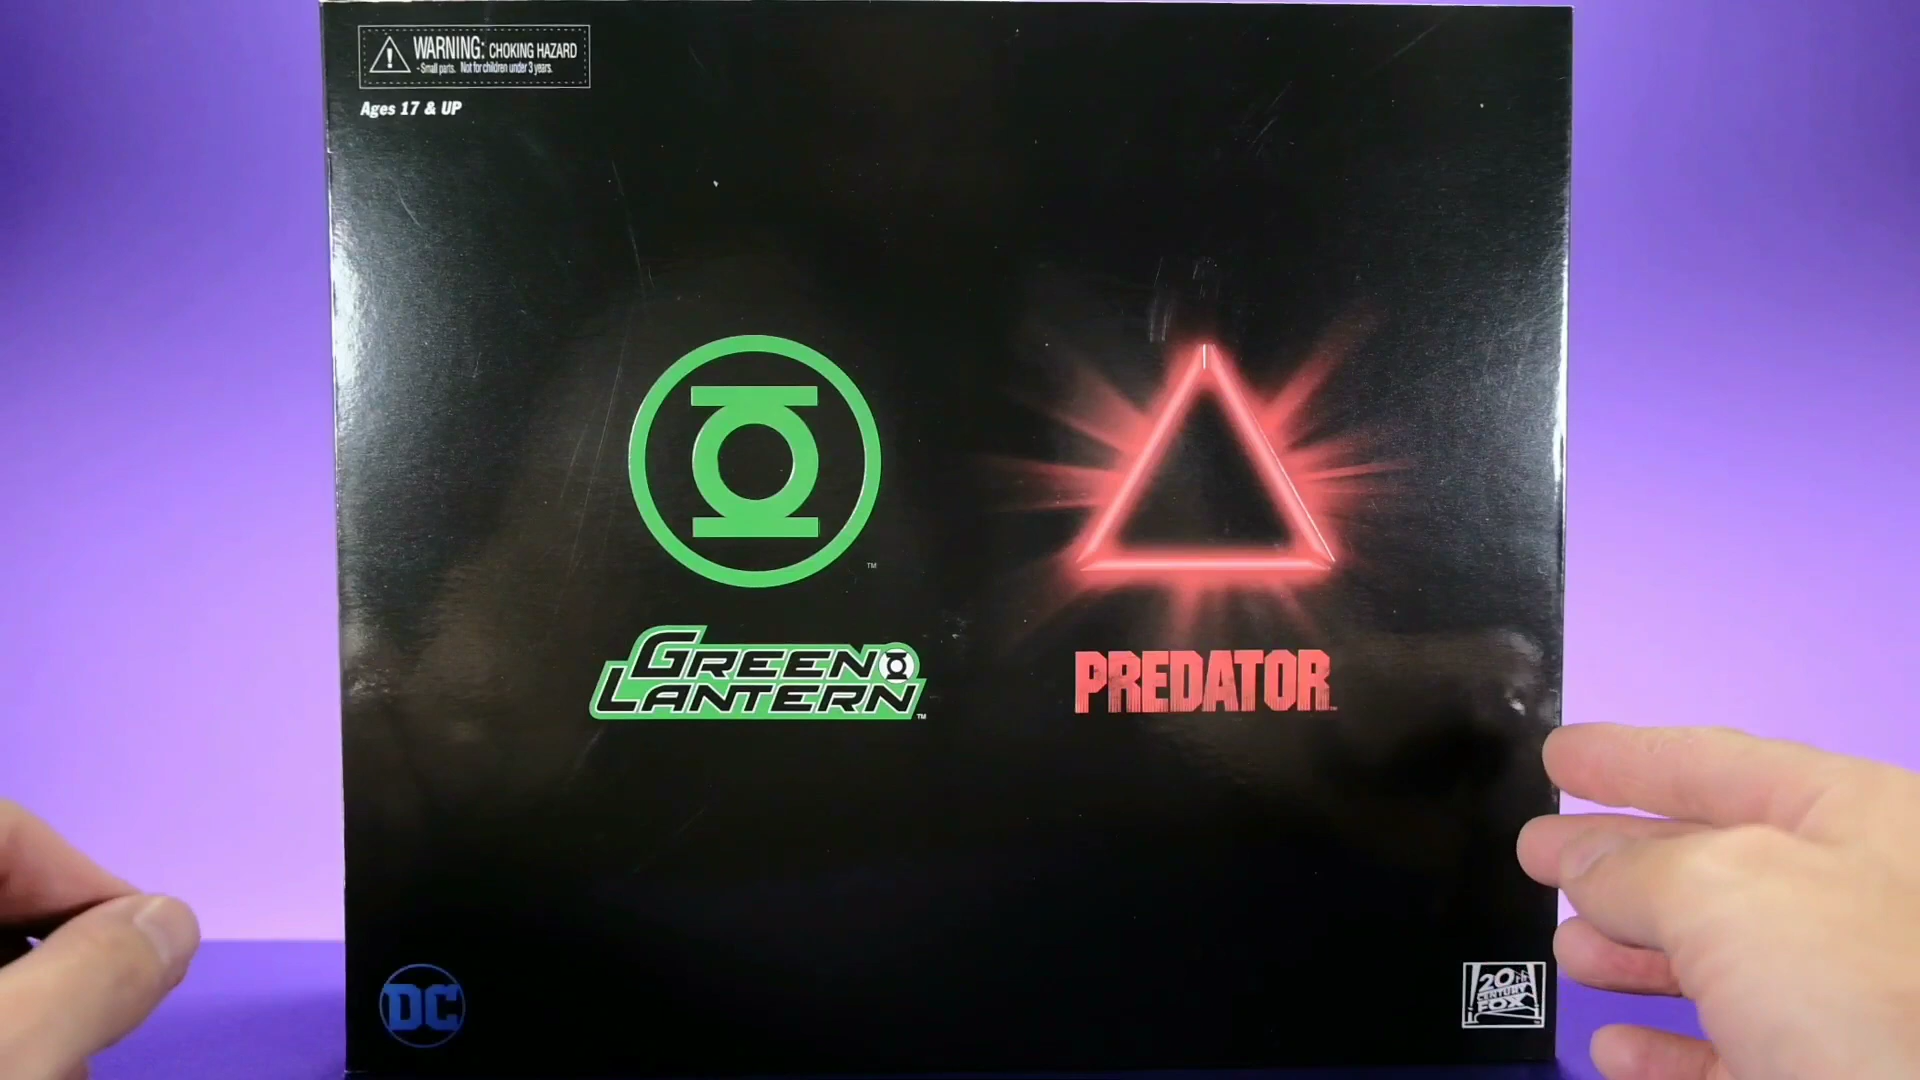 WARNING: CHOKING HAZARD
- Small parts. Not for children under 3 years.
Ages 17 & UP
TM
GREEN
LANTERN TM
PREDATOR
DC
20th
CENTURY
FOX